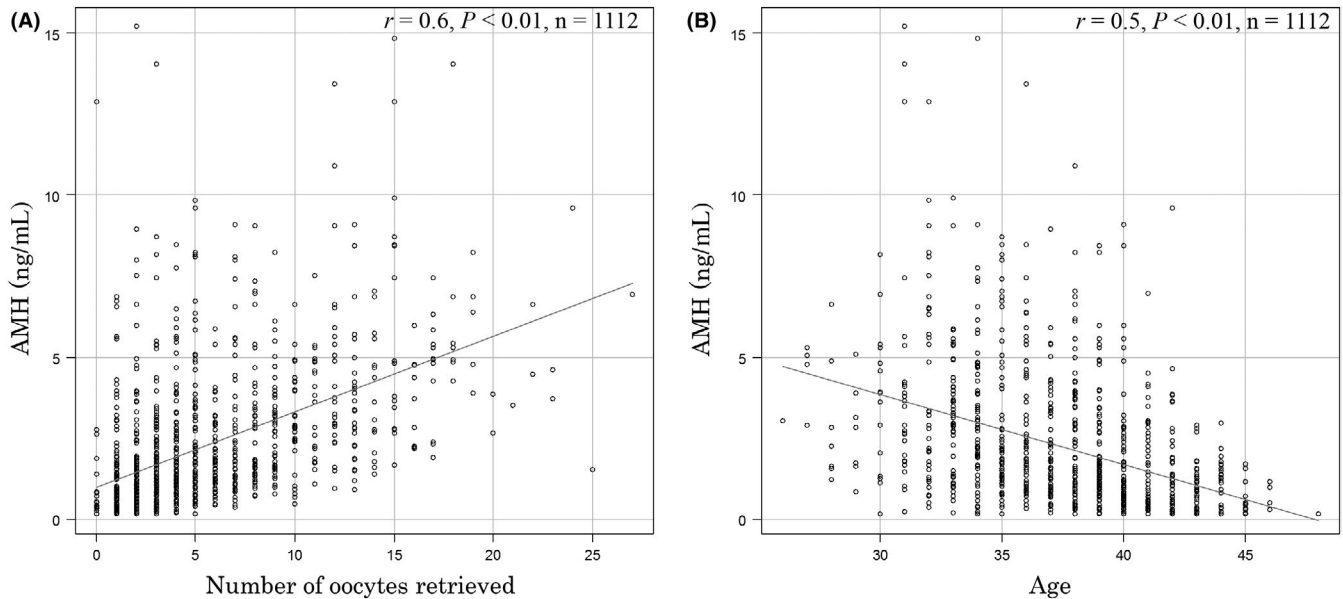 (A)
r = 0.6, P < 0.01, n = 1112
AMH (ng/mL)
15
10
5
0
0 5 10 15 20 25
Number of oocytes retrieved
(B)
r = 0.5, P < 0.01, n = 1112
AMH (ng/mL)
15
10
5
0
30 35 40 45
Age